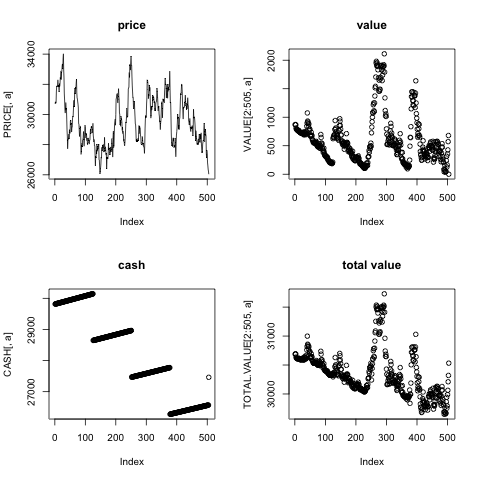 price
PRICE[, a]
34000
30000
26000
0 100 200 300 400 500
Index
value
VALUE[2:505, a]
2000
1000
500
0
0 100 200 300 400 500
Index
cash
CASH[, a]
29000
27000
0 100 200 300 400 500
Index
total value
TOTAL.VALUE[2:505, a]
31000
30000
0 100 200 300 400 500
Index